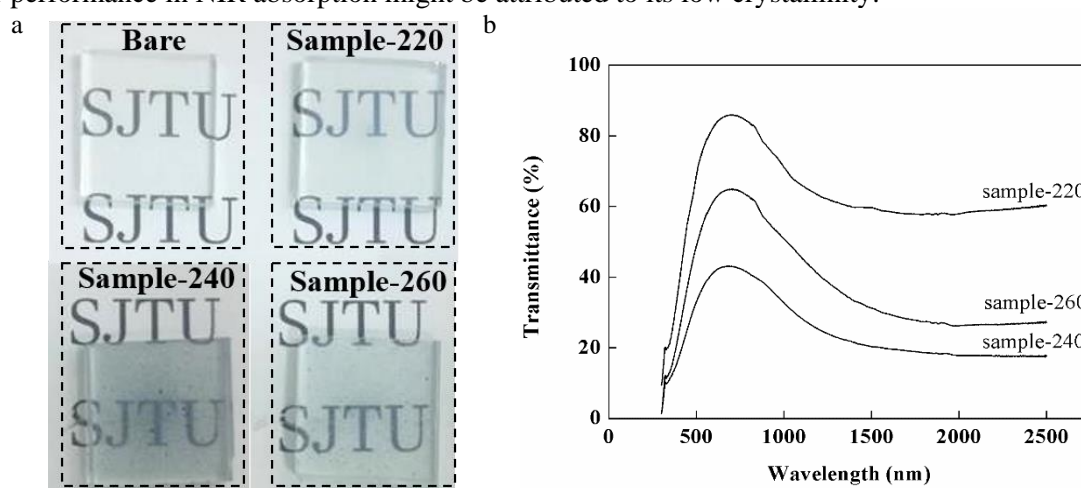 performance in NIR absorption might be attributed to its low crystallinity.
a
b
Bare
Sample-220
SJTU
SJTU
SJTU
SJTU
Sample-240
Sample-260
SJTU
SJTU
SJTU
SJTU
100
80
60
40
20
0
Transmittance (%)
sample-220
sample-260
sample-240
0
500
1000
1500
2000
2500
Wavelength (nm)